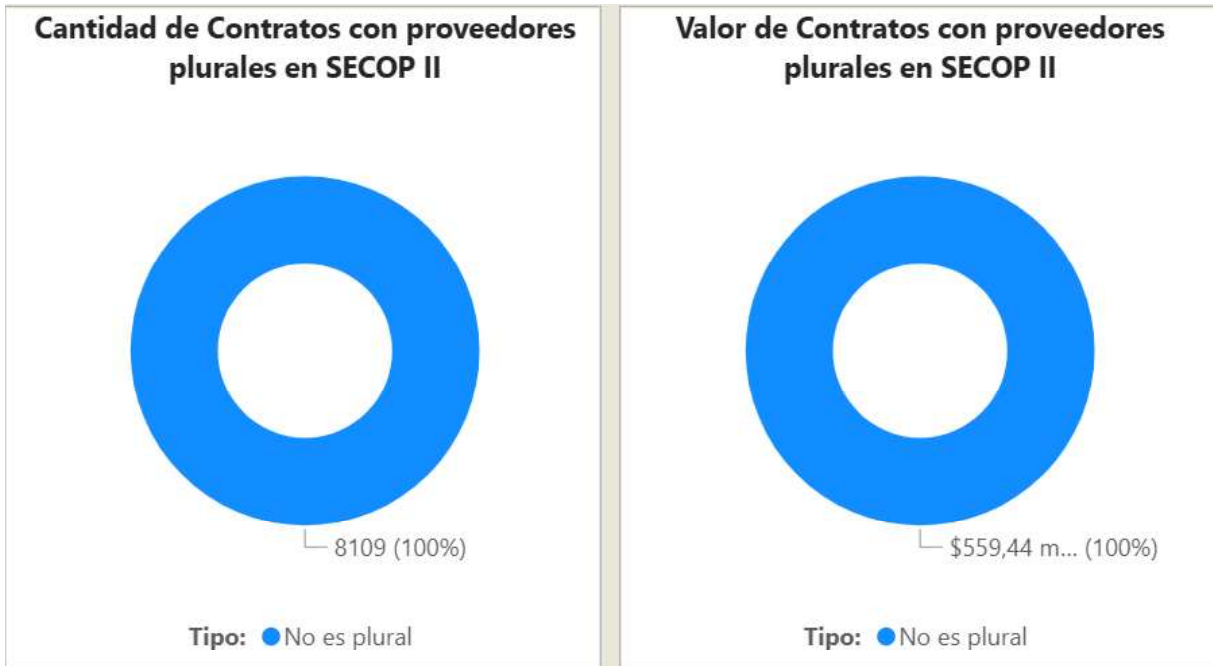 Cantidad de Contratos con proveedores
plurales en SECOP II
8109 (100%)
Tipo: No es plural
Valor de Contratos con proveedores
plurales en SECOP II
$559,44 m... (100%)
Tipo: No es plural